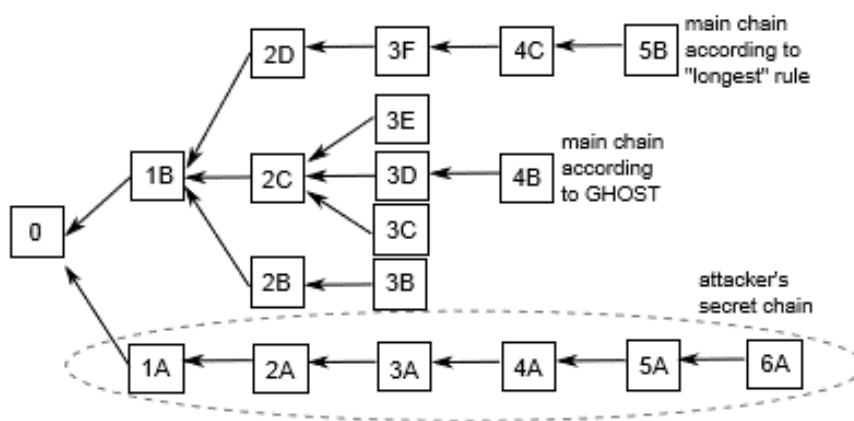 2D
3F
4C
5B
main chain
according to
"longest" rule
3E
1B
2C
3D
4B
main chain
according
to GHOST
0
3C
2B
3B
attacker's
secret chain
1A
2A
3A
4A
5A
6A